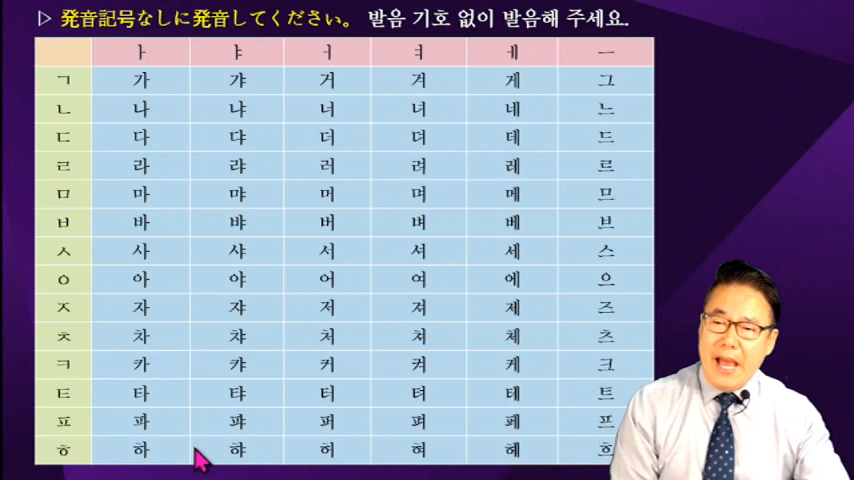 ▷ 発音記号なしに発音してください。 발음 기호 없이 발음해 주세요.
ㅏ ㅑ ㅓ ㅕ ㅔ ㅡ
ㄱ 가 갸 거 겨 게 그
ㄴ 나 냐 너 녀 네 느
ㄷ 다 댜 더 뎌 데 드
ㄹ 라 랴 러 려 레 르
ㅁ 마 먀 머 며 메 므
ㅂ 바 뱌 버 벼 베 브
ㅅ 사 샤 서 셔 세 스
ㅇ 아 야 어 여 에 으
ㅈ 자 쟈 저 져 제 즈
ㅊ 차 챠 처 쳐 체 츠
ㅋ 카 캬 커 켜 케 크
ㅌ 타 탸 터 텨 테 트
ㅍ 파 퍄 퍼 펴 페 프
ㅎ 하 햐 허 혀 헤 흐